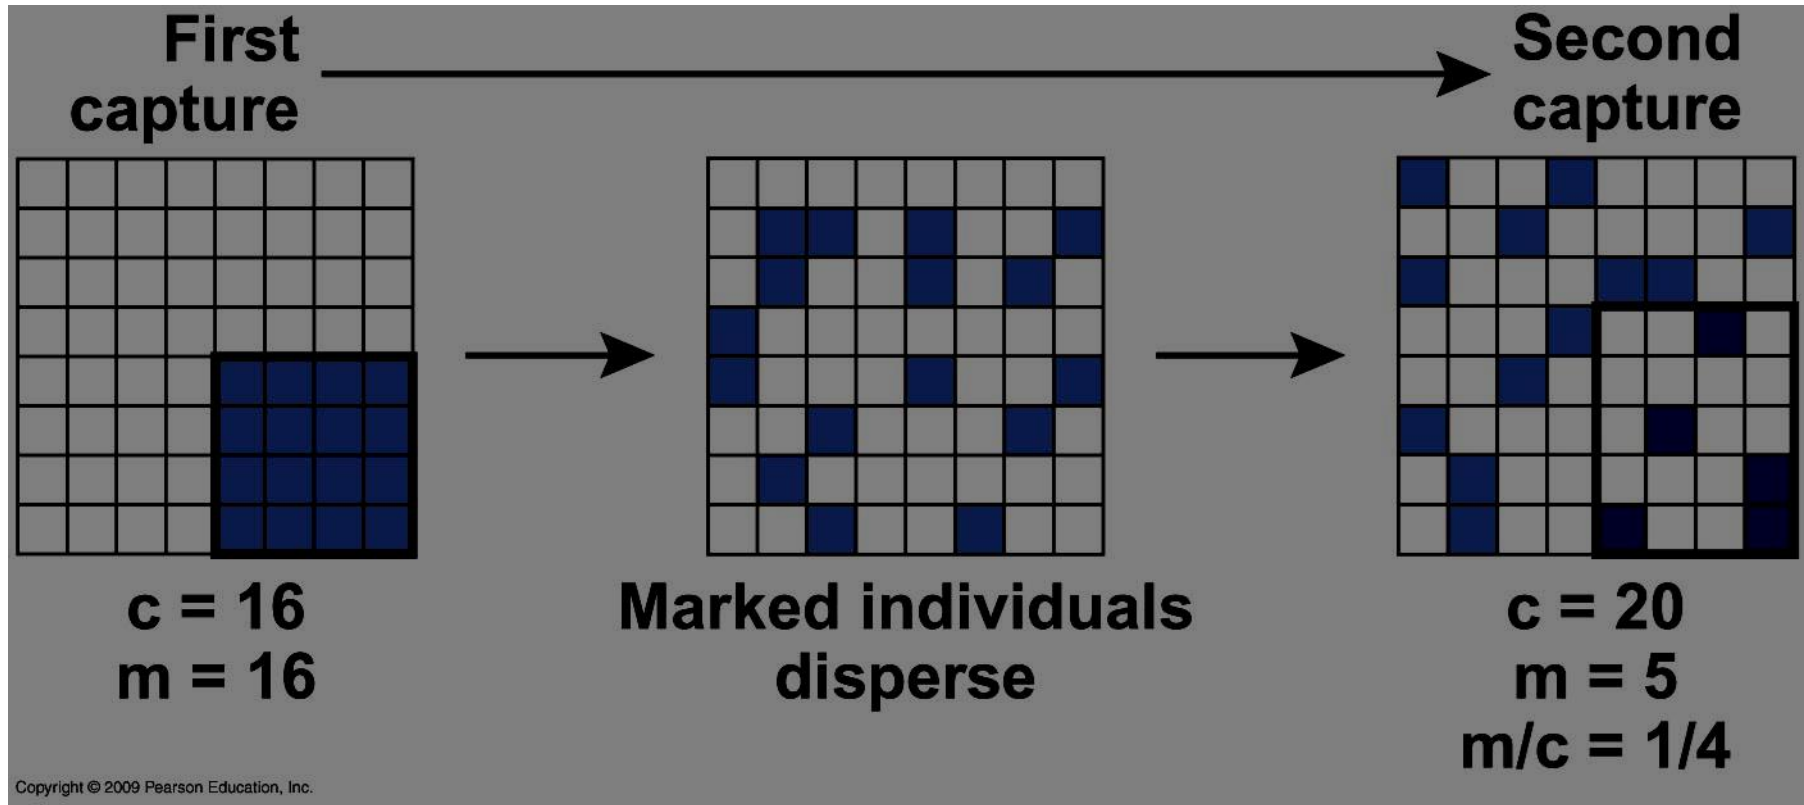 First
capture
Second
capture
c = 16
m = 16
Marked individuals
disperse
c = 20
m = 5
m/c = 1/4
Copyright © 2009 Pearson Education, Inc.